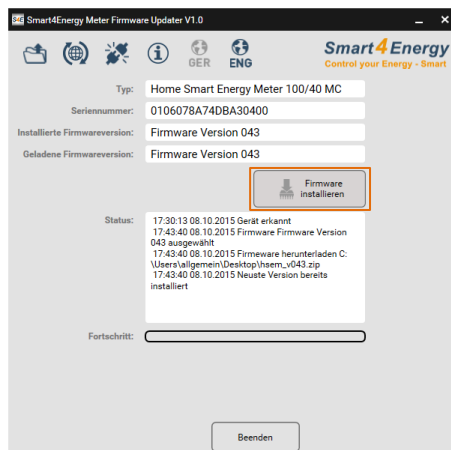 S4E Smart4Energy Meter Firmware Updater V1.0
GER
ENG
Smart4Energy
Control your Energy - Smart
Typ: Home Smart Energy Meter 100/40 MC
Seriennummer: 0106078A74DBA30400
Installierte Firmwareversion: Firmware Version 043
Geladene Firmwareversion: Firmware Version 043
Firmware
installieren
Status: 17:30:13 08.10.2015 Gerät erkannt
17:43:40 08.10.2015 Firmware Firmware Version
043 ausgewählt
17:43:40 08.10.2015 Firmeware herunterladen C:
\Users\allgemein\Desktop\hsem_v043.zip
17:43:40 08.10.2015 Neuste Version bereits
installiert
Fortschritt:
Beenden